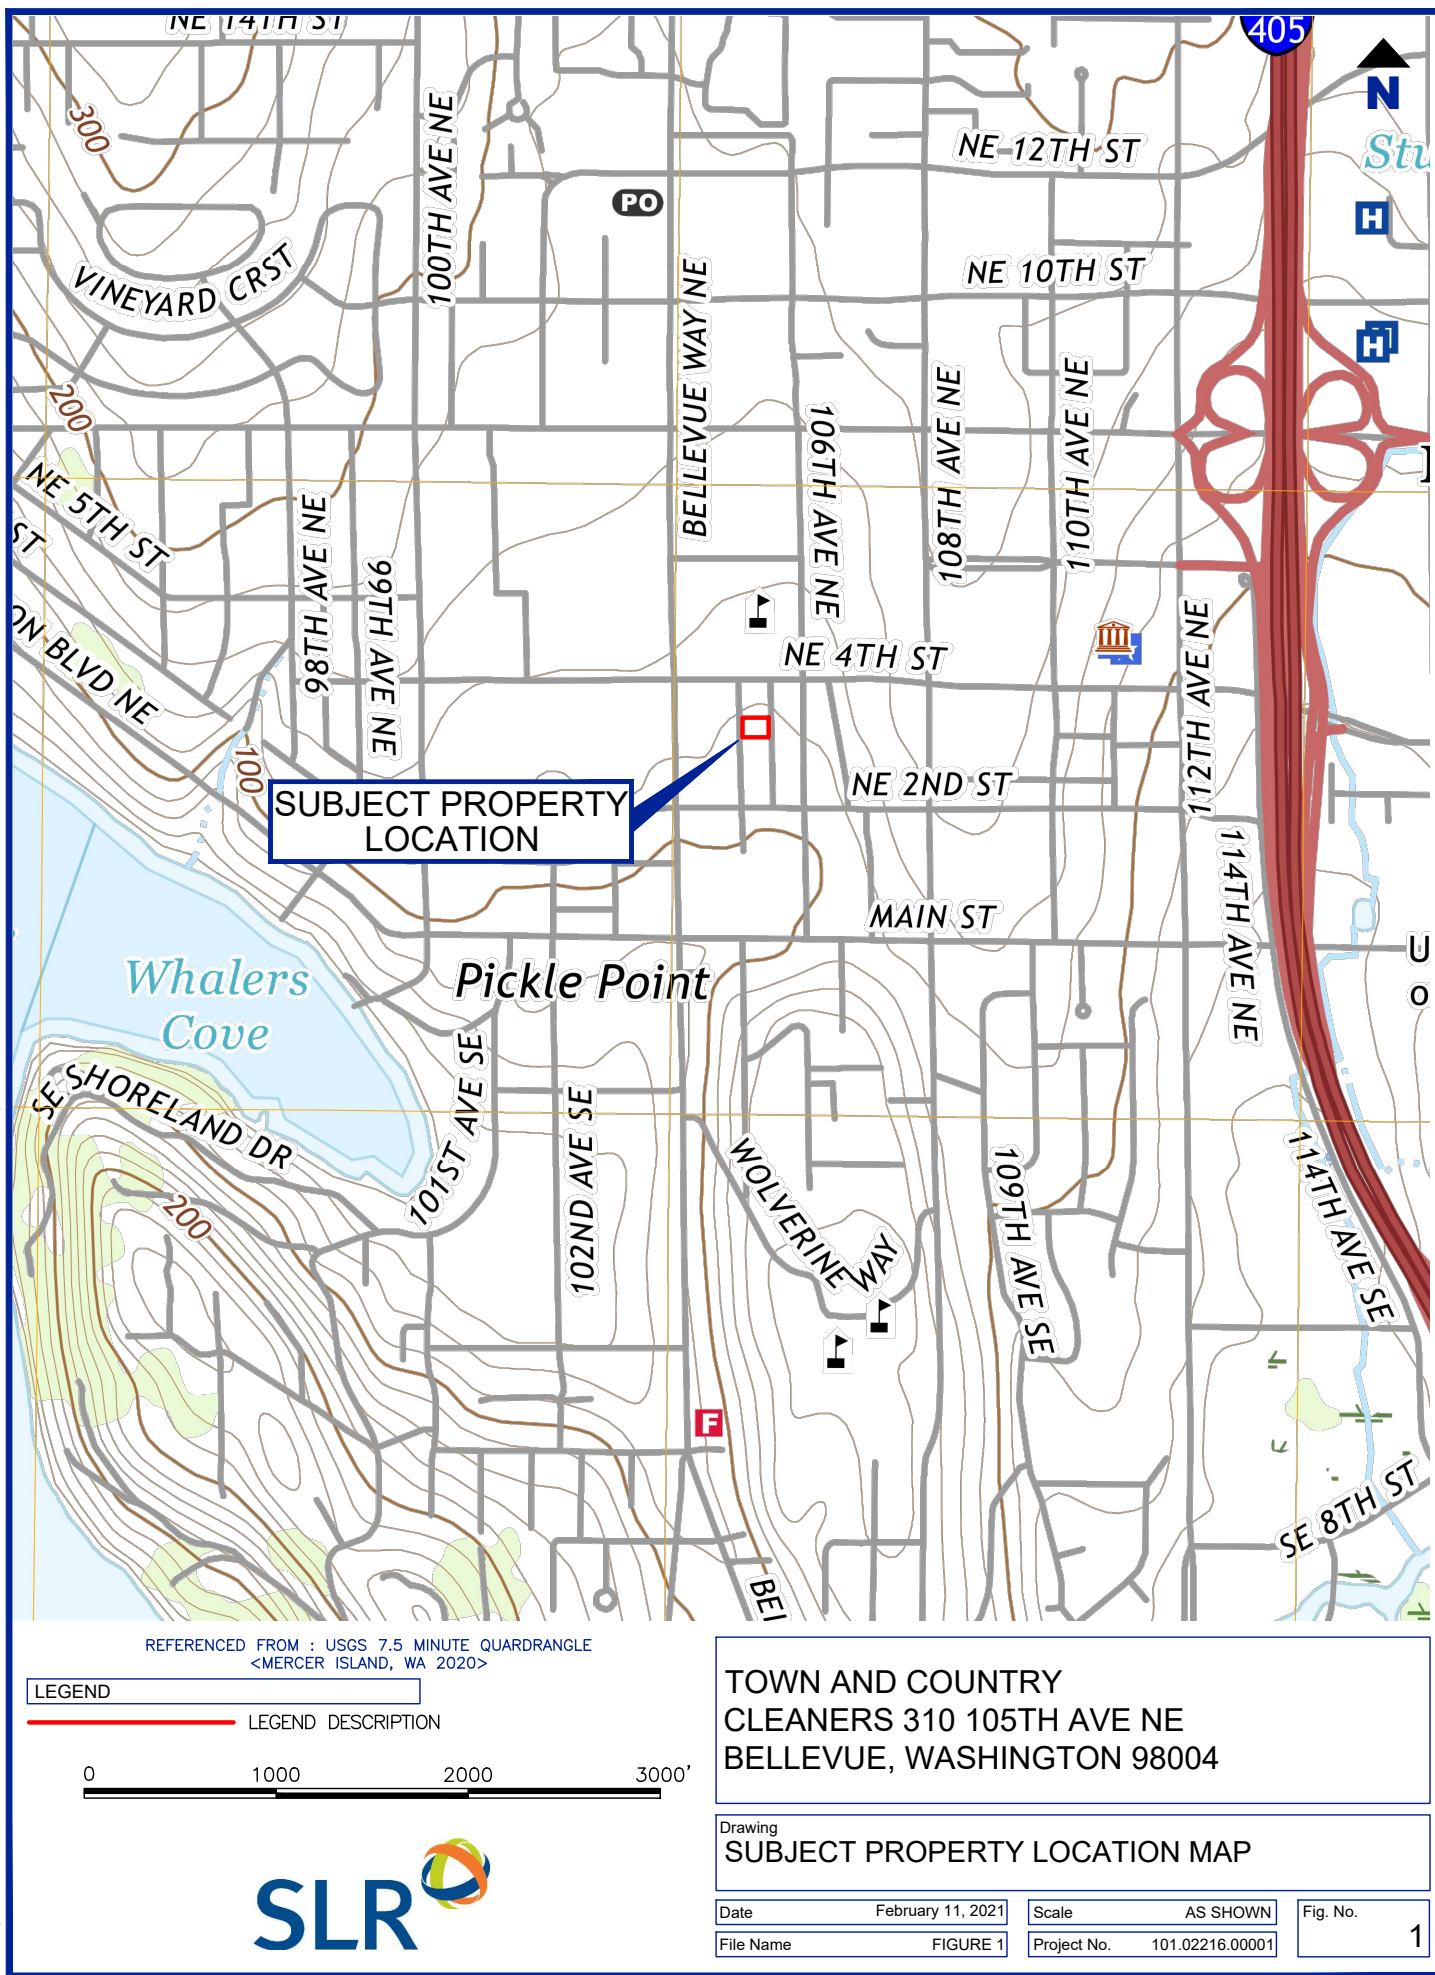 NE 14TH ST
405
N
300
100TH AVE NE
NE 12TH ST
Stu
PO
H
VINEYARD CRST
NE 10TH ST
BELLEVUE WAY NE
H
200
106TH AVE NE
108TH AVE NE
110TH AVE NE
NE 5TH ST
98TH AVE NE
99TH AVE NE
ST
ON BLVD NE
NE 4TH ST
112TH AVE NE
100
SUBJECT PROPERTY
LOCATION
NE 2ND ST
114TH AVE NE
MAIN ST
U
o
Whalers
Cove
Pickle Point
SE SHORELAND DR
101ST AVE SE
102ND AVE SE
WOLVERINE WAY
109TH AVE SE
114TH AVE SE
200
F
SE 8TH ST
BEL
REFERENCED FROM : USGS 7.5 MINUTE QUARDRANGLE
<MERCER ISLAND, WA 2020>
LEGEND
LEGEND DESCRIPTION
0 1000 2000 3000'
SLR
TOWN AND COUNTRY
CLEANERS 310 105TH AVE NE
BELLEVUE, WASHINGTON 98004
Drawing
SUBJECT PROPERTY LOCATION MAP
Date February 11, 2021
Scale AS SHOWN
Fig. No.
1
File Name FIGURE 1
Project No. 101.02216.00001